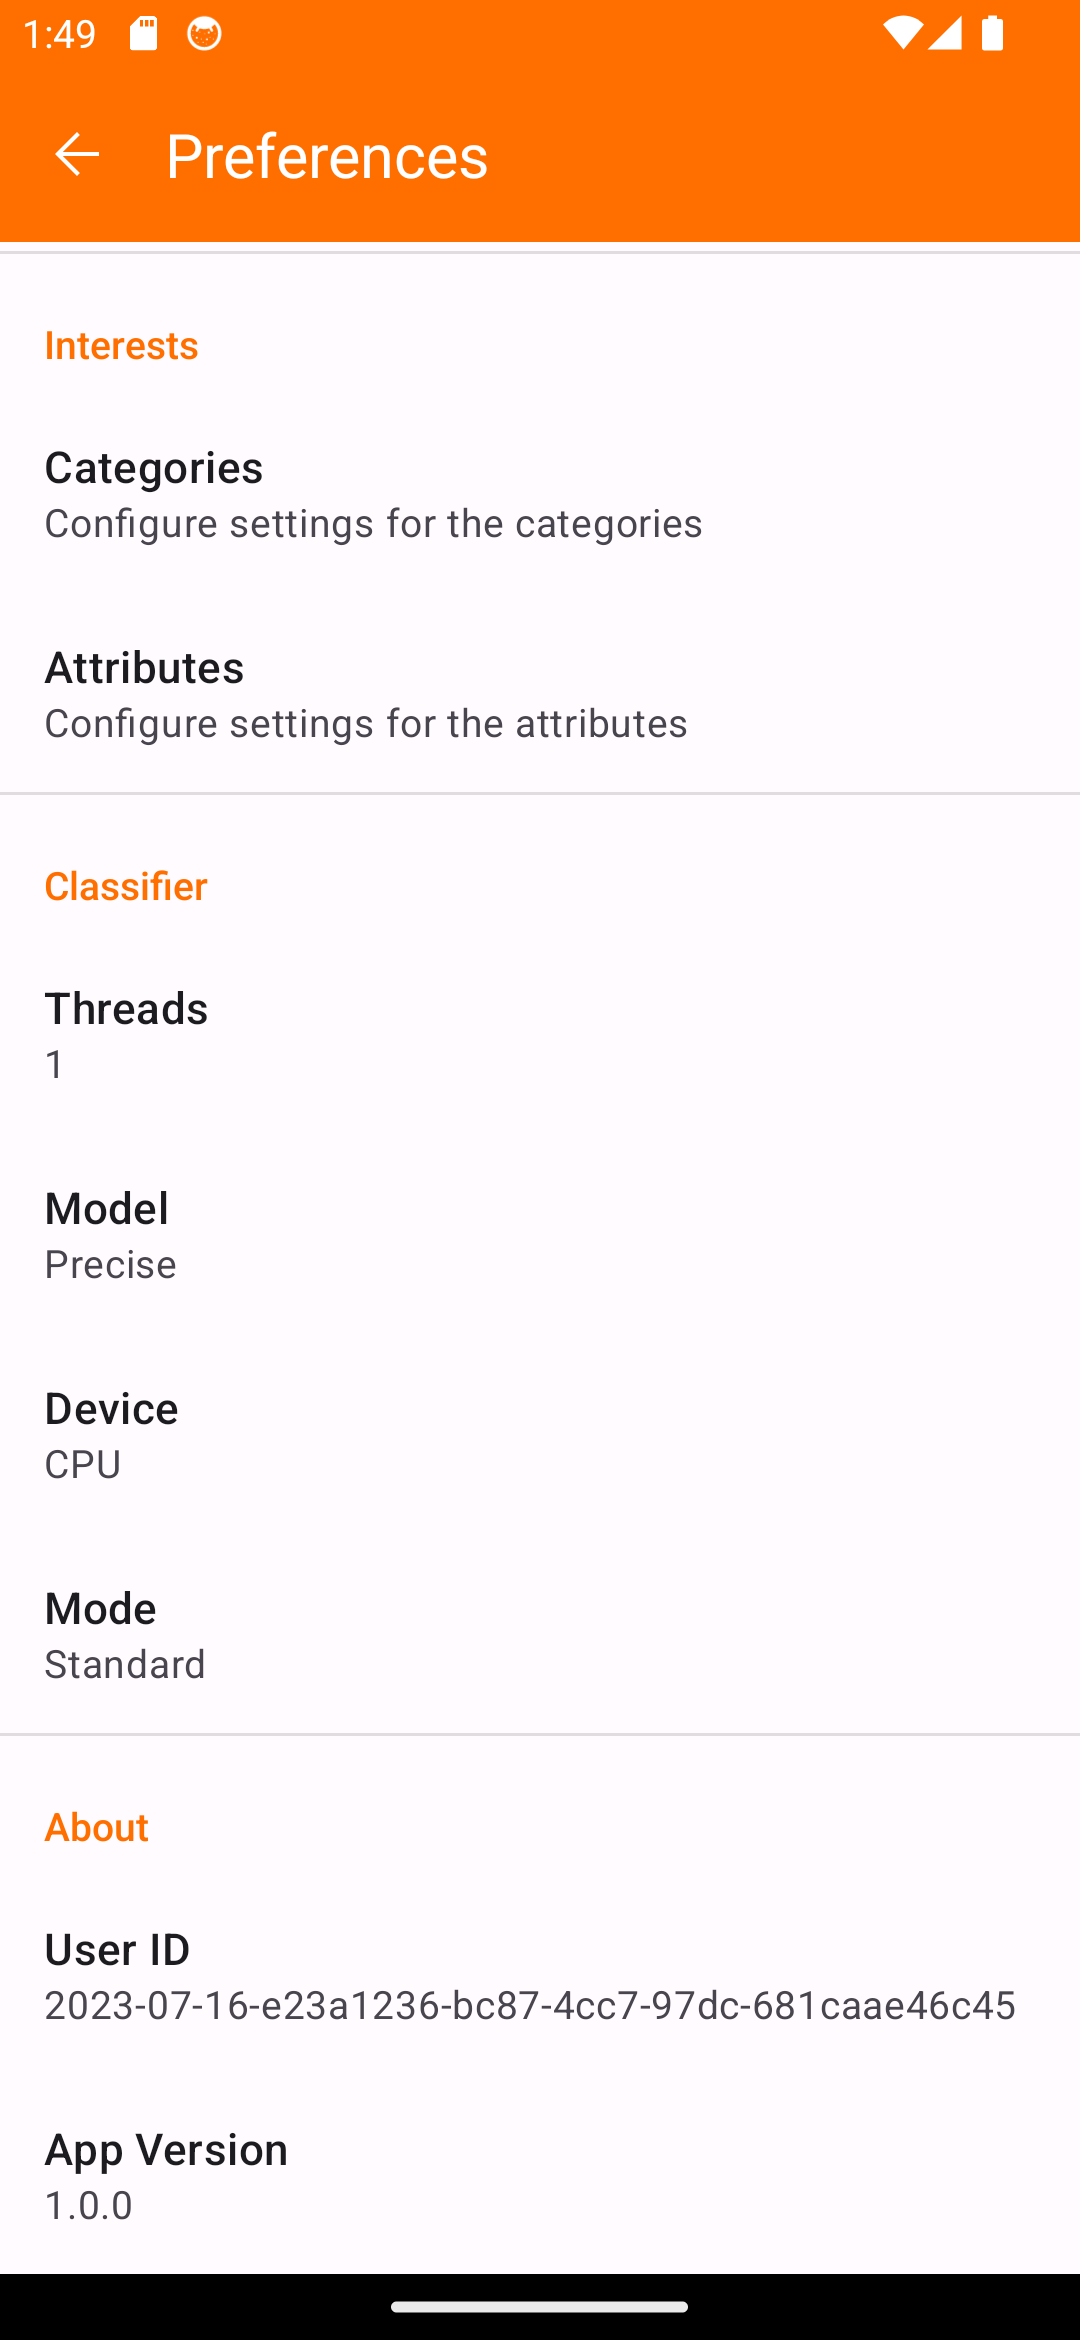 1:49
Preferences
Interests
Categories
Configure settings for the categories
Attributes
Configure settings for the attributes
Classifier
Threads
1
Model
Precise
Device
CPU
Mode
Standard
About
User ID
2023-07-16-e23a1236-bc87-4cc7-97dc-681caae46c45
App Version
1.0.0